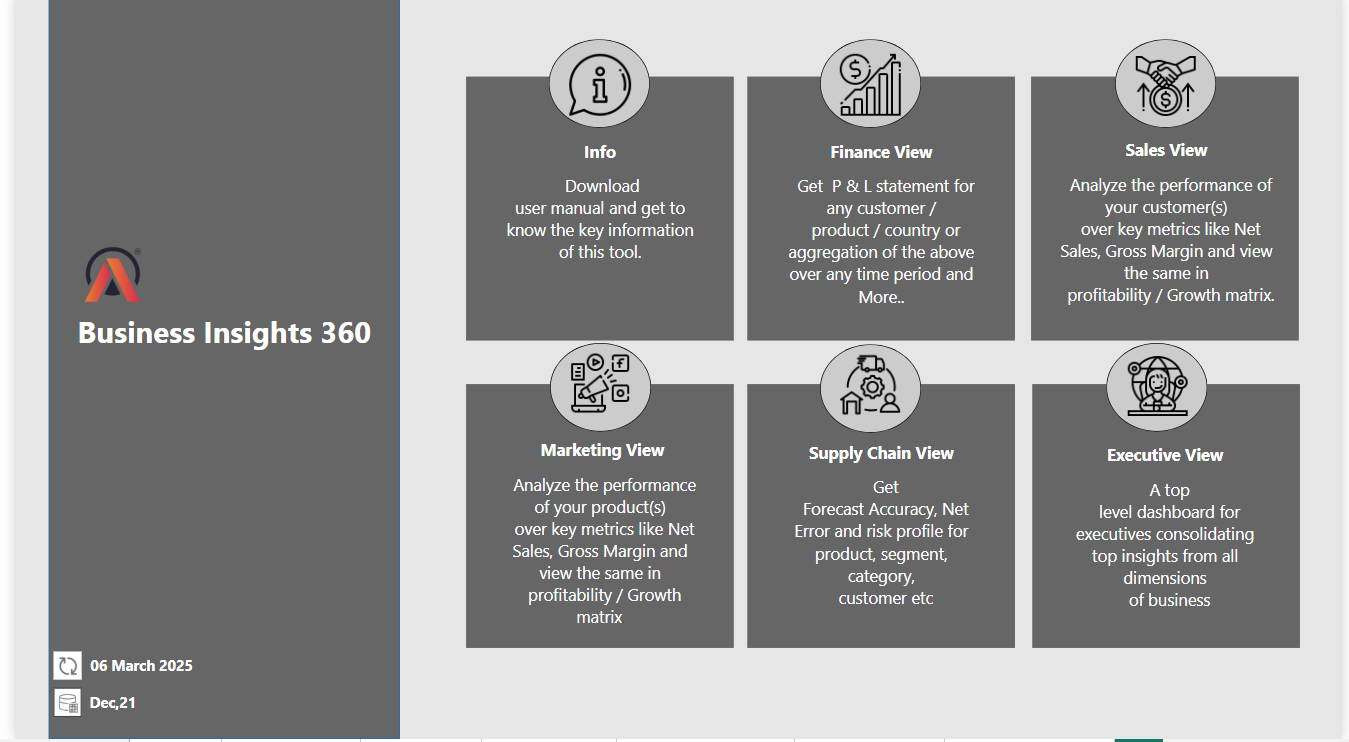 Business Insights 360
06 March 2025
Dec,21
Info
Download
user manual and get to
know the key information
of this tool.
Finance View
Get P & L statement for
any customer /
product / country or
aggregation of the above
over any time period and
More..
Sales View
Analyze the performance of
your customer(s)
over key metrics like Net
Sales, Gross Margin and view
the same in
profitability / Growth matrix.
Marketing View
Analyze the performance
of your product(s)
over key metrics like Net
Sales, Gross Margin and
view the same in
profitability / Growth
matrix
Supply Chain View
Get
Forecast Accuracy, Net
Error and risk profile for
product, segment,
category,
customer etc
Executive View
A top
level dashboard for
executives consolidating
top insights from all
dimensions
of business